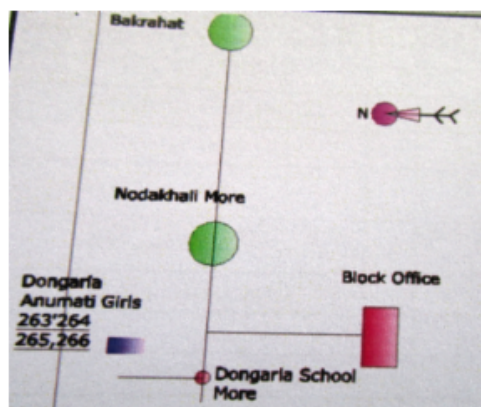 Bakrahat
N
Nodakhali More
Block Office
Dongaria
Anumati Girls
263'264
265,266
Dongaria School
More